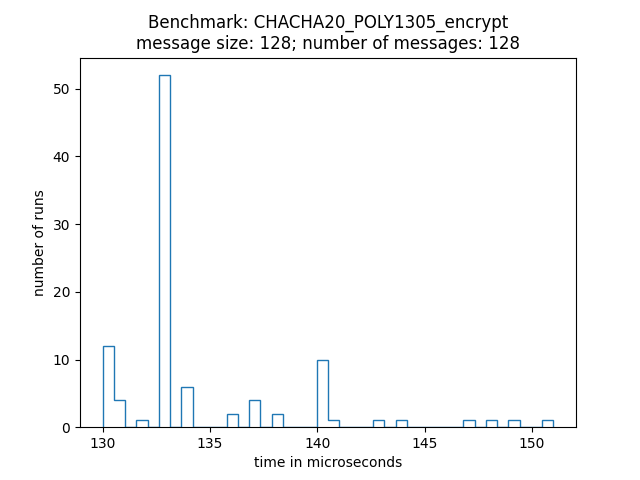 Benchmark: CHACHA20_POLY1305_encrypt
message size: 128; number of messages: 128
number of runs
50
40
30
20
10
0
130 135 140 145 150
time in microseconds